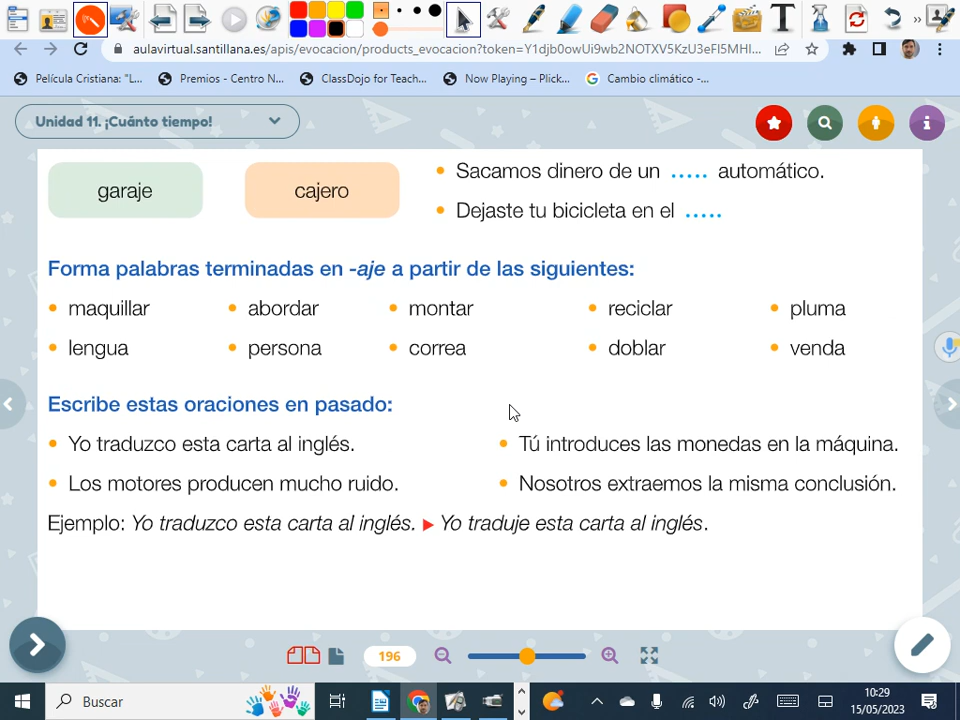 aulavirtual.santillana.es/apis/evocacion/products_evocacion?token=Y1djb0owUi9wb2NOTXV5KzU3eFl5MHl...
Película Cristiana: "L... Premios - Centro N... ClassDojo for Teach... Now Playing – Plick... Cambio climático -...
Unidad 11. ¡Cuánto tiempo!
garaje cajero
• Sacamos dinero de un ..... automático.
• Dejaste tu bicicleta en el .....
Forma palabras terminadas en -aje a partir de las siguientes:
• maquillar • abordar • montar • reciclar • pluma
• lengua • persona • correa • doblar • venda
Escribe estas oraciones en pasado:
• Yo traduzco esta carta al inglés. • Tú introduces las monedas en la máquina.
• Los motores producen mucho ruido. • Nosotros extraemos la misma conclusión.
Ejemplo: Yo traduzco esta carta al inglés. ▶ Yo traduje esta carta al inglés.
196
Buscar
10:29
15/05/2023